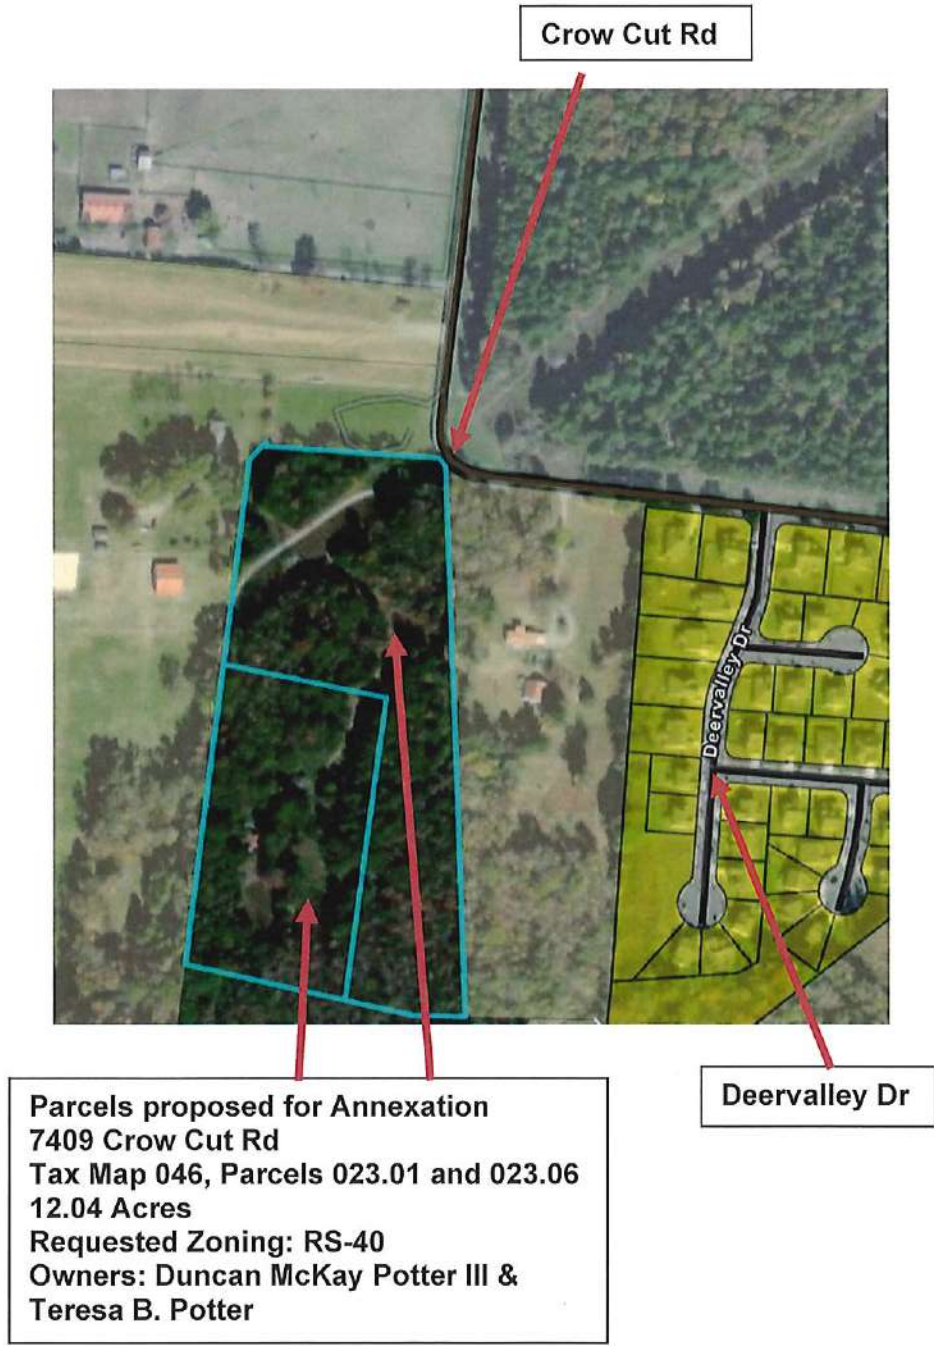 Crow Cut Rd
Deervalley Dr
Parcels proposed for Annexation
7409 Crow Cut Rd
Tax Map 046, Parcels 023.01 and 023.06
12.04 Acres
Requested Zoning: RS-40
Owners: Duncan McKay Potter III &
Teresa B. Potter
Deervalley Dr